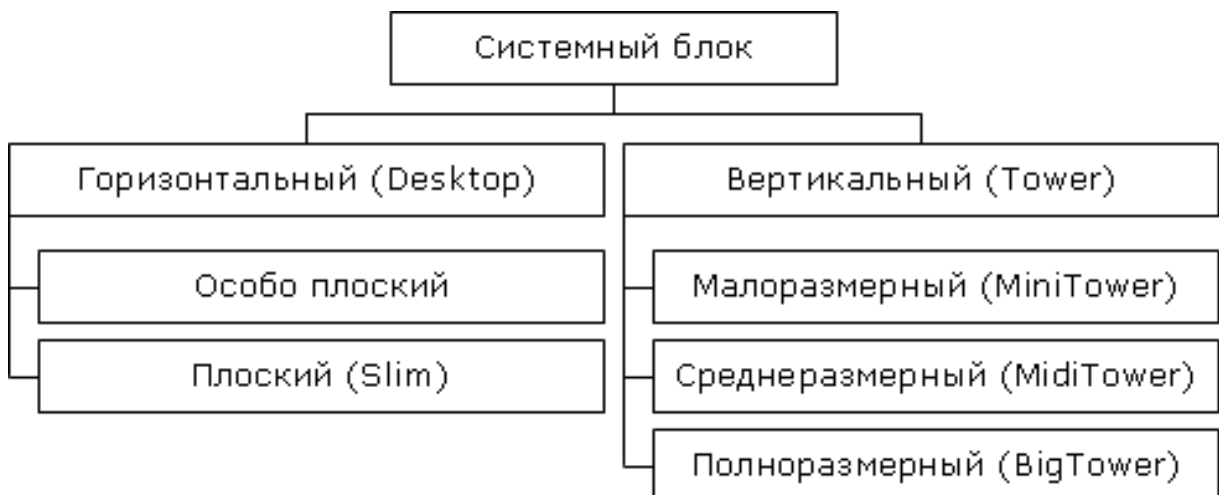 Системный блок
Горизонтальный (Desktop)
Особо плоский
Плоский (Slim)
Вертикальный (Tower)
Малоразмерный (MiniTower)
Среднеразмерный (MidiTower)
Полноразмерный (BigTower)